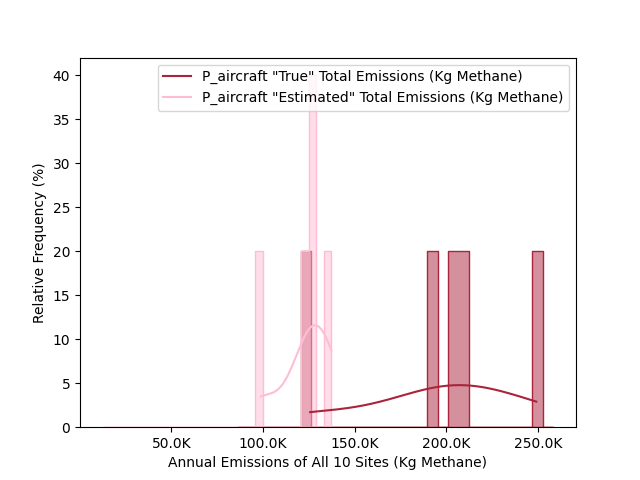 P_aircraft "True" Total Emissions (Kg Methane)
P_aircraft "Estimated" Total Emissions (Kg Methane)
40
35
30
25
20
15
10
5
0
Relative Frequency (%)
50.0K 100.0K 150.0K 200.0K 250.0K
Annual Emissions of All 10 Sites (Kg Methane)